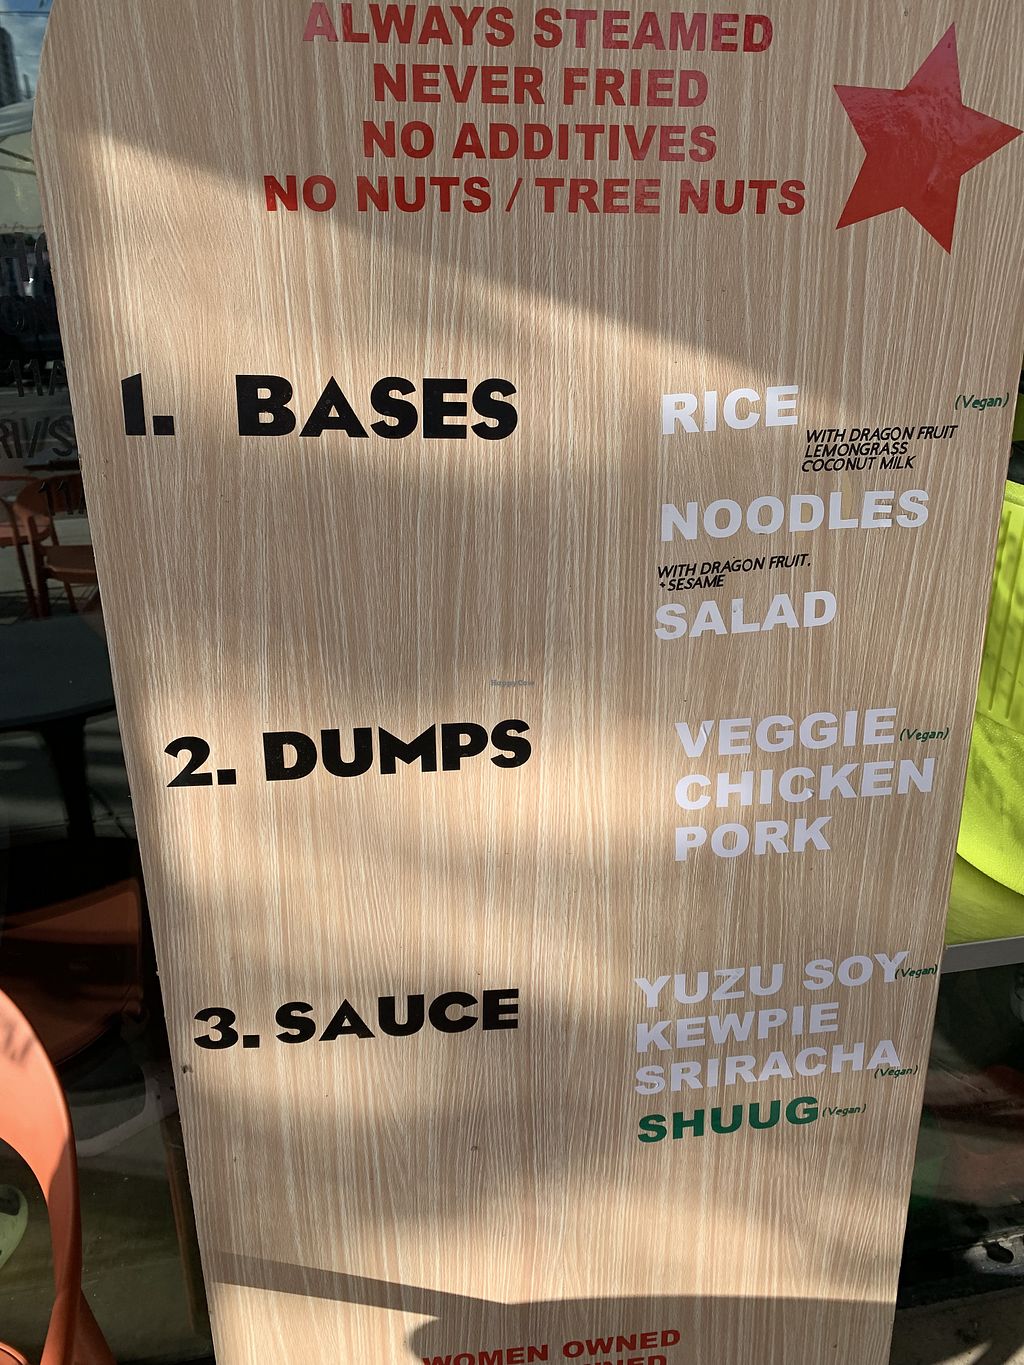 ALWAYS STEAMED
NEVER FRIED
NO ADDITIVES
NO NUTS / TREE NUTS
1. BASES
RICE (Vegan)
WITH DRAGON FRUIT
LEMONGRASS
COCONUT MILK
NOODLES
WITH DRAGON FRUIT.
+ SESAME
SALAD
HappyCow
2. DUMPS
VEGGIE (Vegan)
CHICKEN
PORK
3. SAUCE
YUZU SOY (Vegan)
KEWPIE
SRIRACHA (Vegan)
SHUUG (Vegan)
WOMEN OWNED